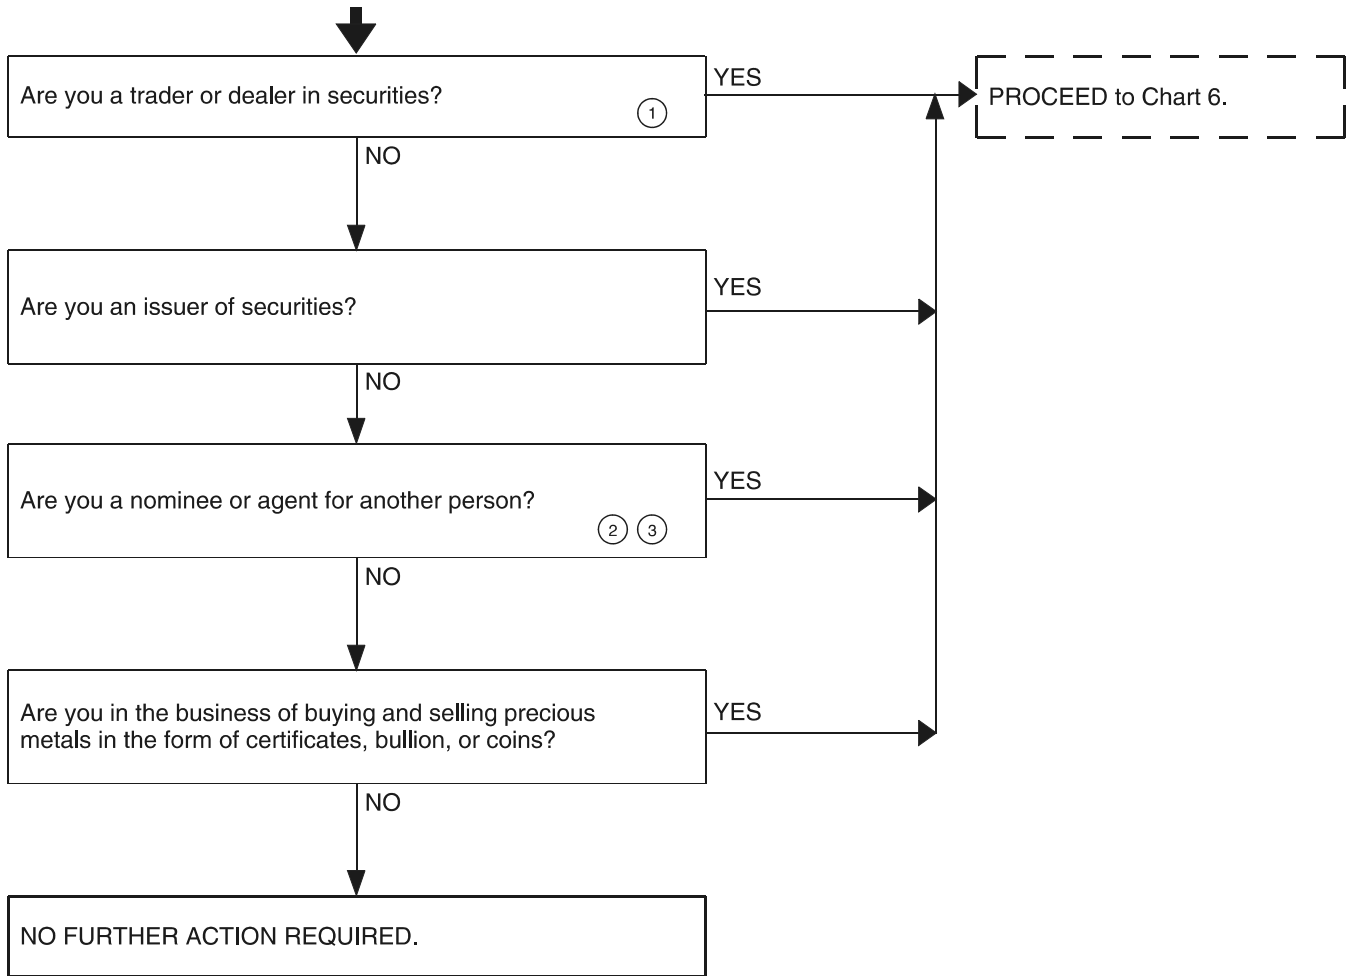 Are you a trader or dealer in securities?
1
YES
PROCEED to Chart 6.
NO
Are you an issuer of securities?
YES
NO
Are you a nominee or agent for another person?
2 3
YES
NO
Are you in the business of buying and selling precious
metals in the form of certificates, bullion, or coins?
YES
NO
NO FURTHER ACTION REQUIRED.